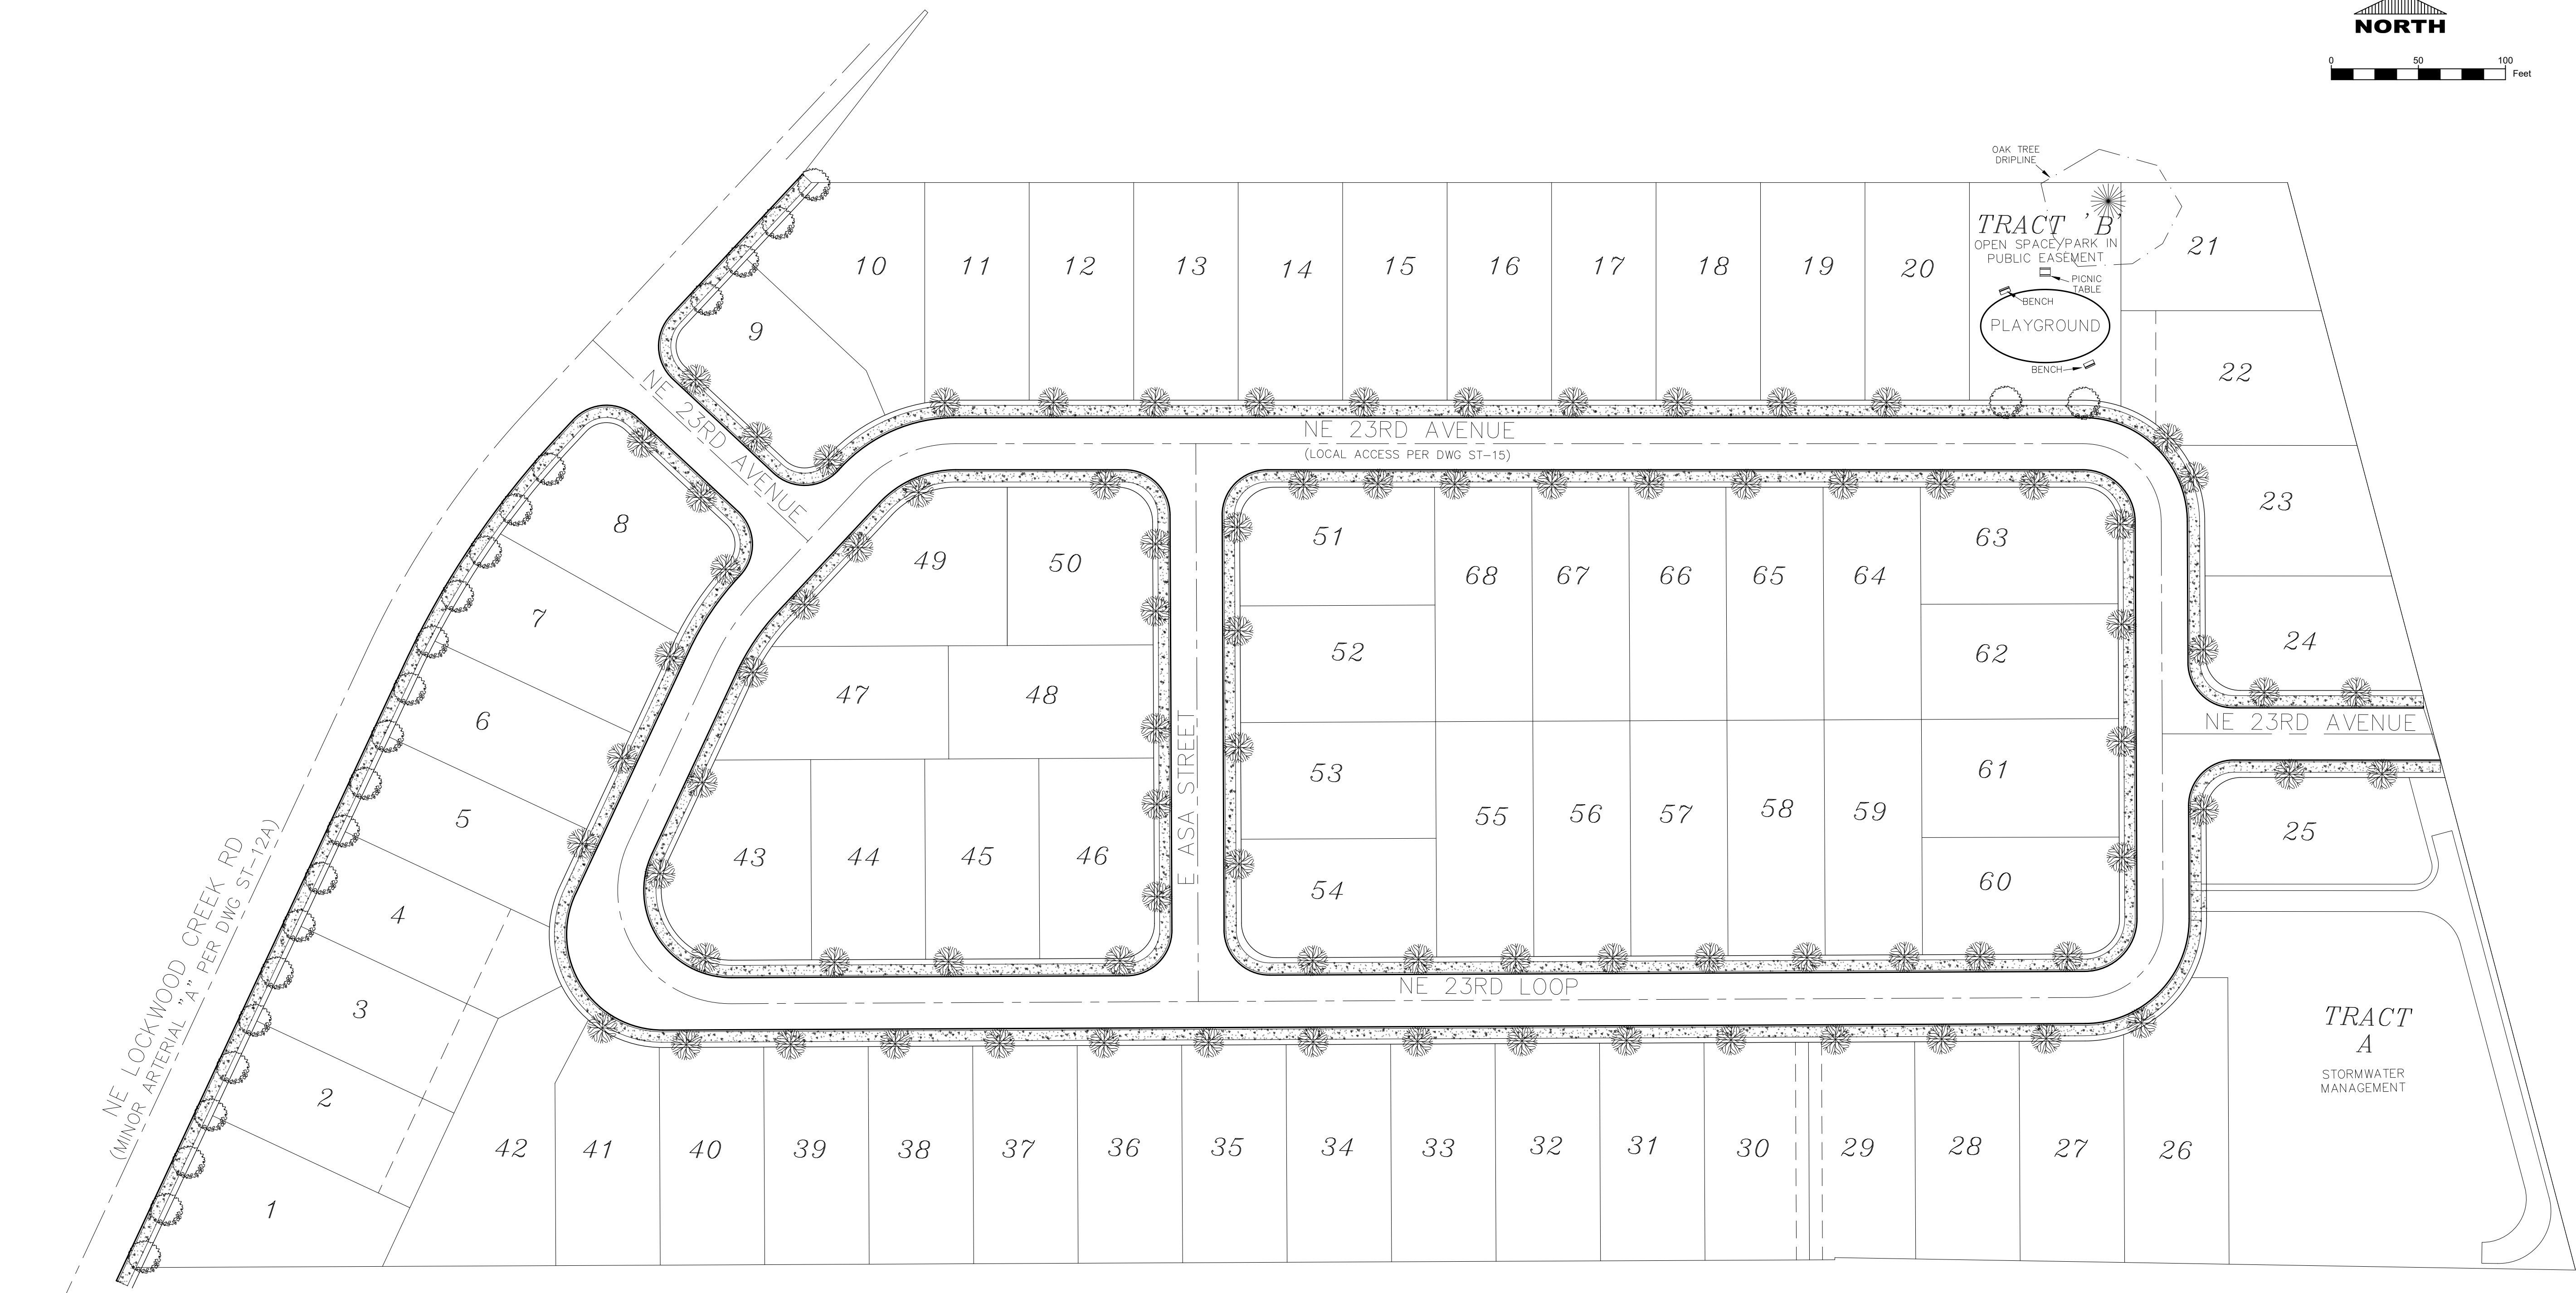 NORTH
0 50 100
Feet
OAK TREE
DRIPLINE
TRACT 'B'
OPEN SPACE/PARK IN
PUBLIC EASEMENT
PICNIC
TABLE
BENCH
PLAYGROUND
BENCH
10 11 12 13 14 15 16 17 18 19 20
21
22
23
24
9
8
7
6
5
4
3
2
1
NE 23RD AVENUE
NE 23RD AVENUE
(LOCAL ACCESS PER DWG ST-15)
NE 23RD AVENUE
49 50
47 48
43 44 45 46
E ASA STREET
51
52
53
54
68 67 66 65 64
55 56 57 58 59
63
62
61
60
25
NE 23RD LOOP
NE LOCKWOOD CREEK RD
(MINOR ARTERIAL "A" PER DWG ST-12A)
TRACT
A
STORMWATER
MANAGEMENT
42 41 40 39 38 37 36 35 34 33 32 31 30 29 28 27 26